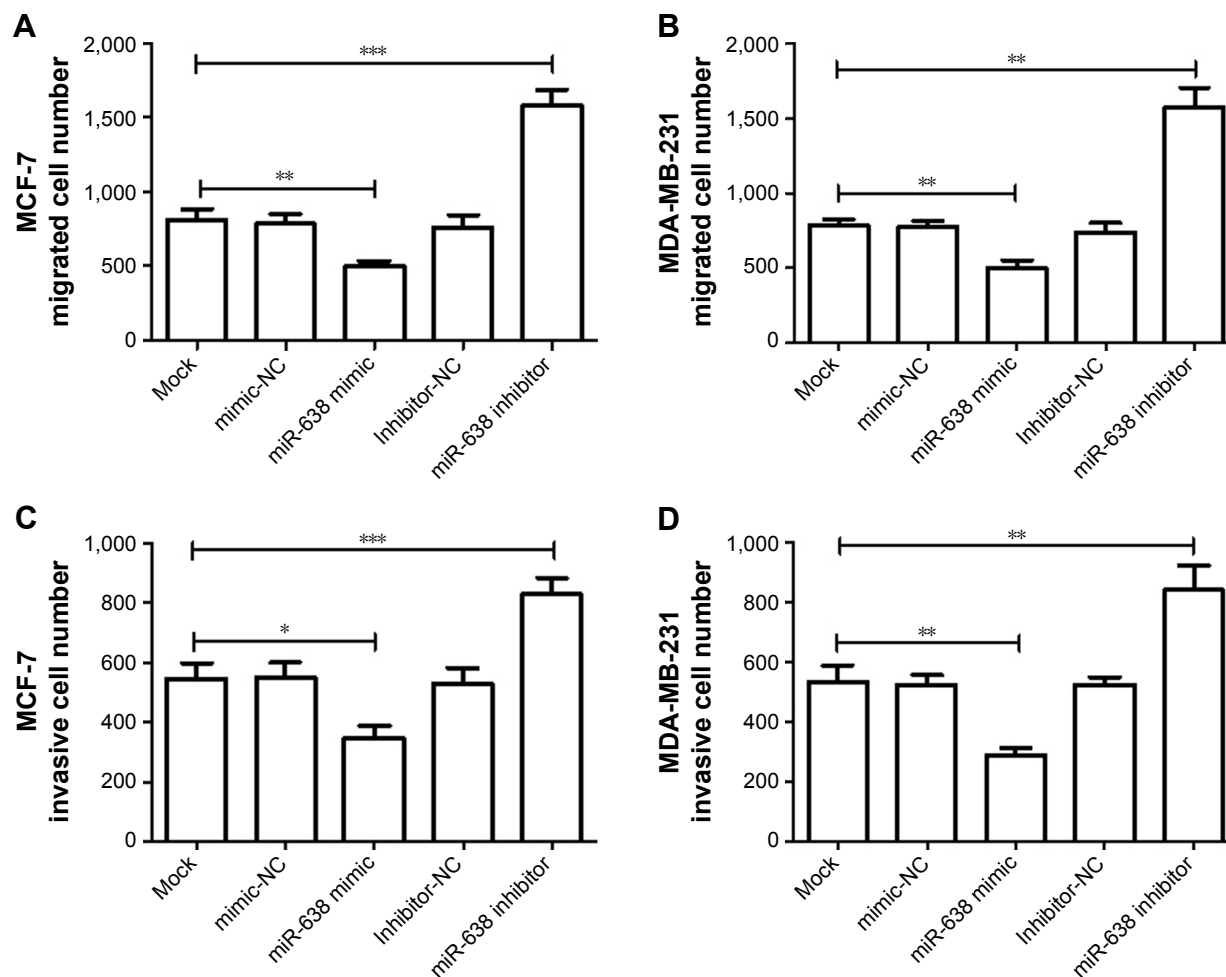 A
MCF-7
migrated cell number
2,000
1,500
1,000
500
0
***
**
Mock
mimic-NC
miR-638 mimic
Inhibitor-NC
miR-638 inhibitor
B
MDA-MB-231
migrated cell number
2,000
1,500
1,000
500
0
**
**
Mock
mimic-NC
miR-638 mimic
Inhibitor-NC
miR-638 inhibitor
C
MCF-7
invasive cell number
1,000
800
600
400
200
0
***
*
Mock
mimic-NC
miR-638 mimic
Inhibitor-NC
miR-638 inhibitor
D
MDA-MB-231
invasive cell number
1,000
800
600
400
200
0
**
**
Mock
mimic-NC
miR-638 mimic
Inhibitor-NC
miR-638 inhibitor